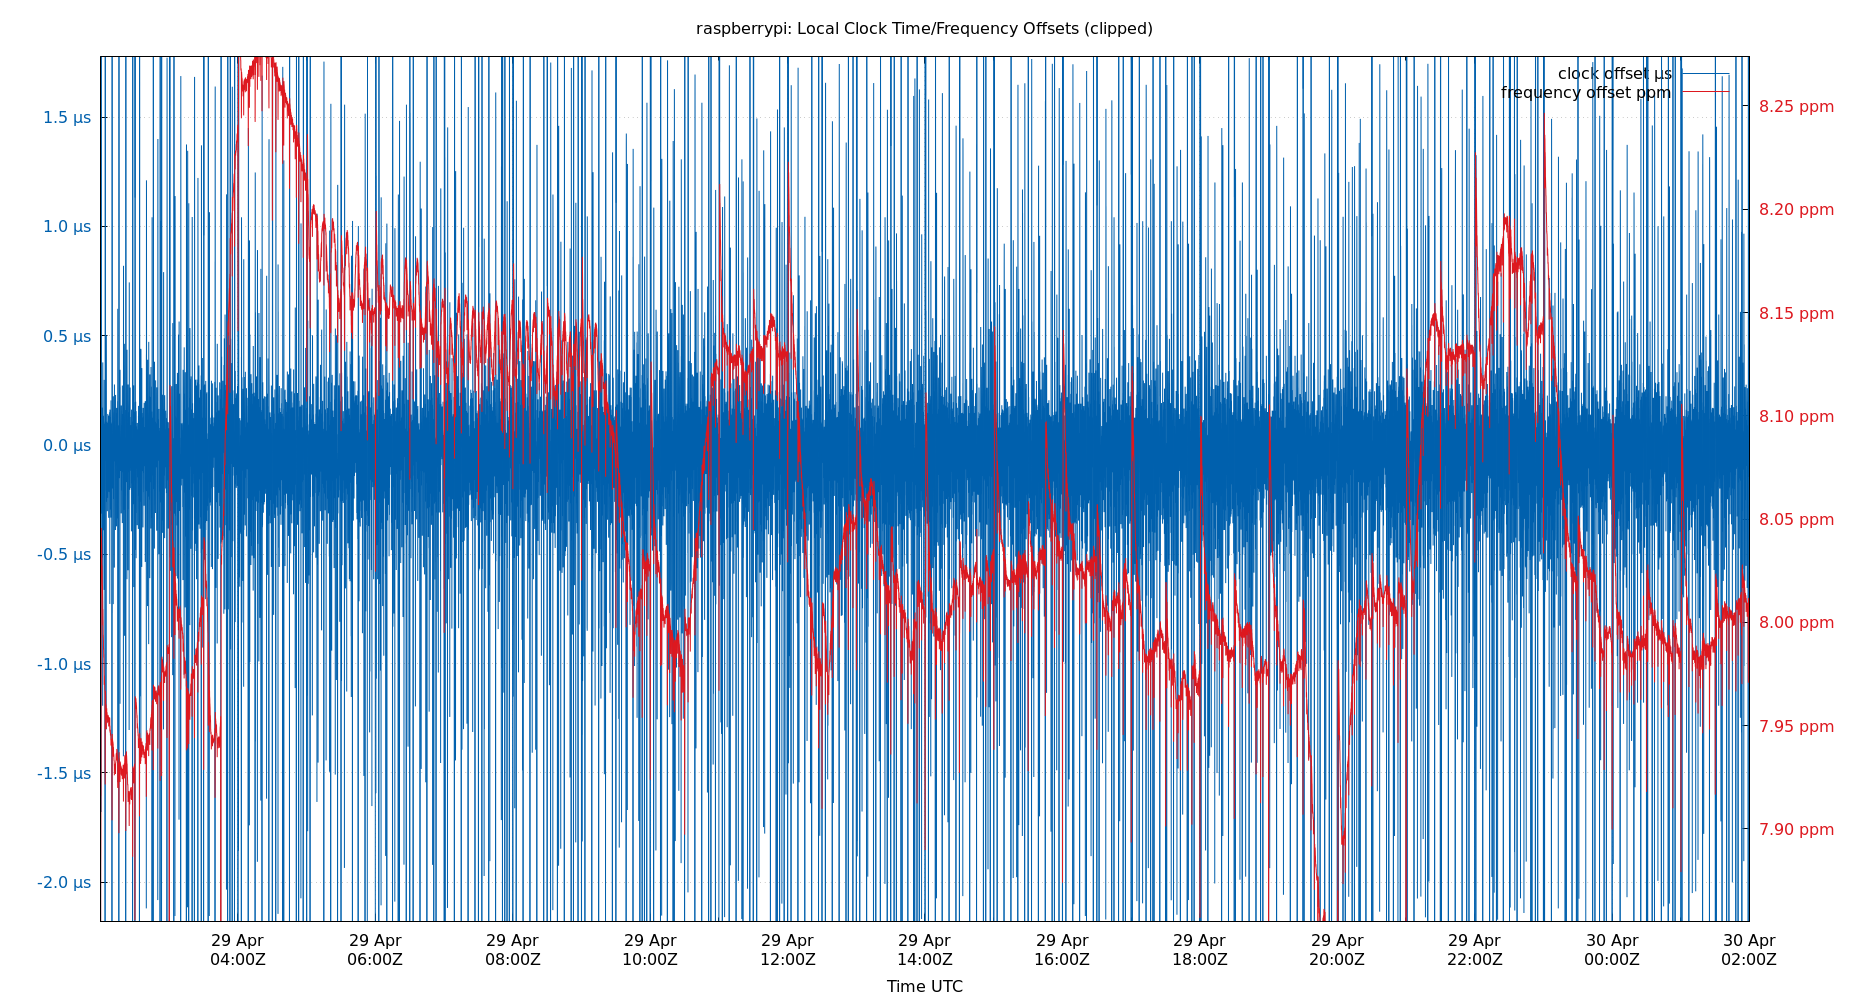 raspberrypi: Local Clock Time/Frequency Offsets (clipped)
clock offset µs
frequency offset ppm
1.5 µs
1.0 µs
0.5 µs
0.0 µs
-0.5 µs
-1.0 µs
-1.5 µs
-2.0 µs
8.25 ppm
8.20 ppm
8.15 ppm
8.10 ppm
8.05 ppm
8.00 ppm
7.95 ppm
7.90 ppm
29 Apr 29 Apr 29 Apr 29 Apr 29 Apr 29 Apr 29 Apr 29 Apr 29 Apr 29 Apr 30 Apr 30 Apr
04:00Z 06:00Z 08:00Z 10:00Z 12:00Z 14:00Z 16:00Z 18:00Z 20:00Z 22:00Z 00:00Z 02:00Z
Time UTC